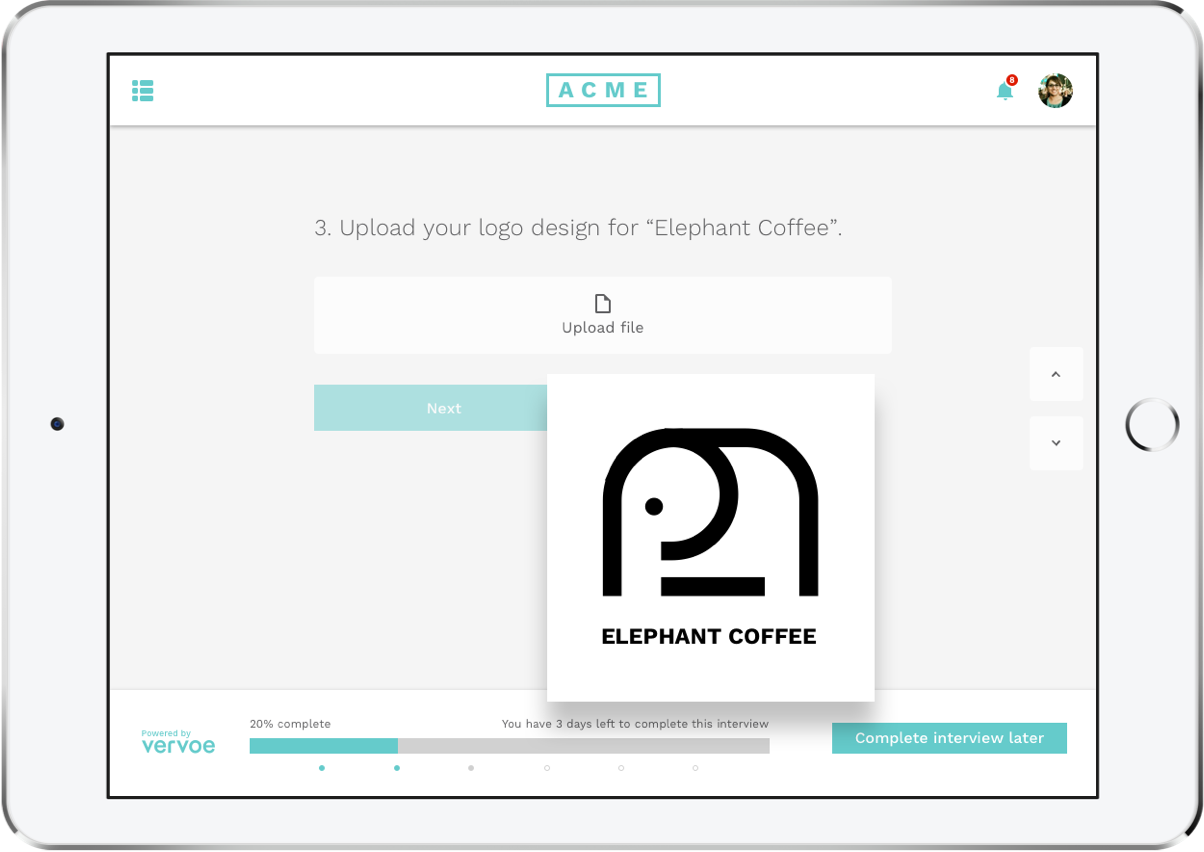 ACME
8
3. Upload your logo design for “Elephant Coffee”.
Upload file
Next
ELEPHANT COFFEE
20% complete
You have 3 days left to complete this interview
Powered by
vervoe
Complete interview later